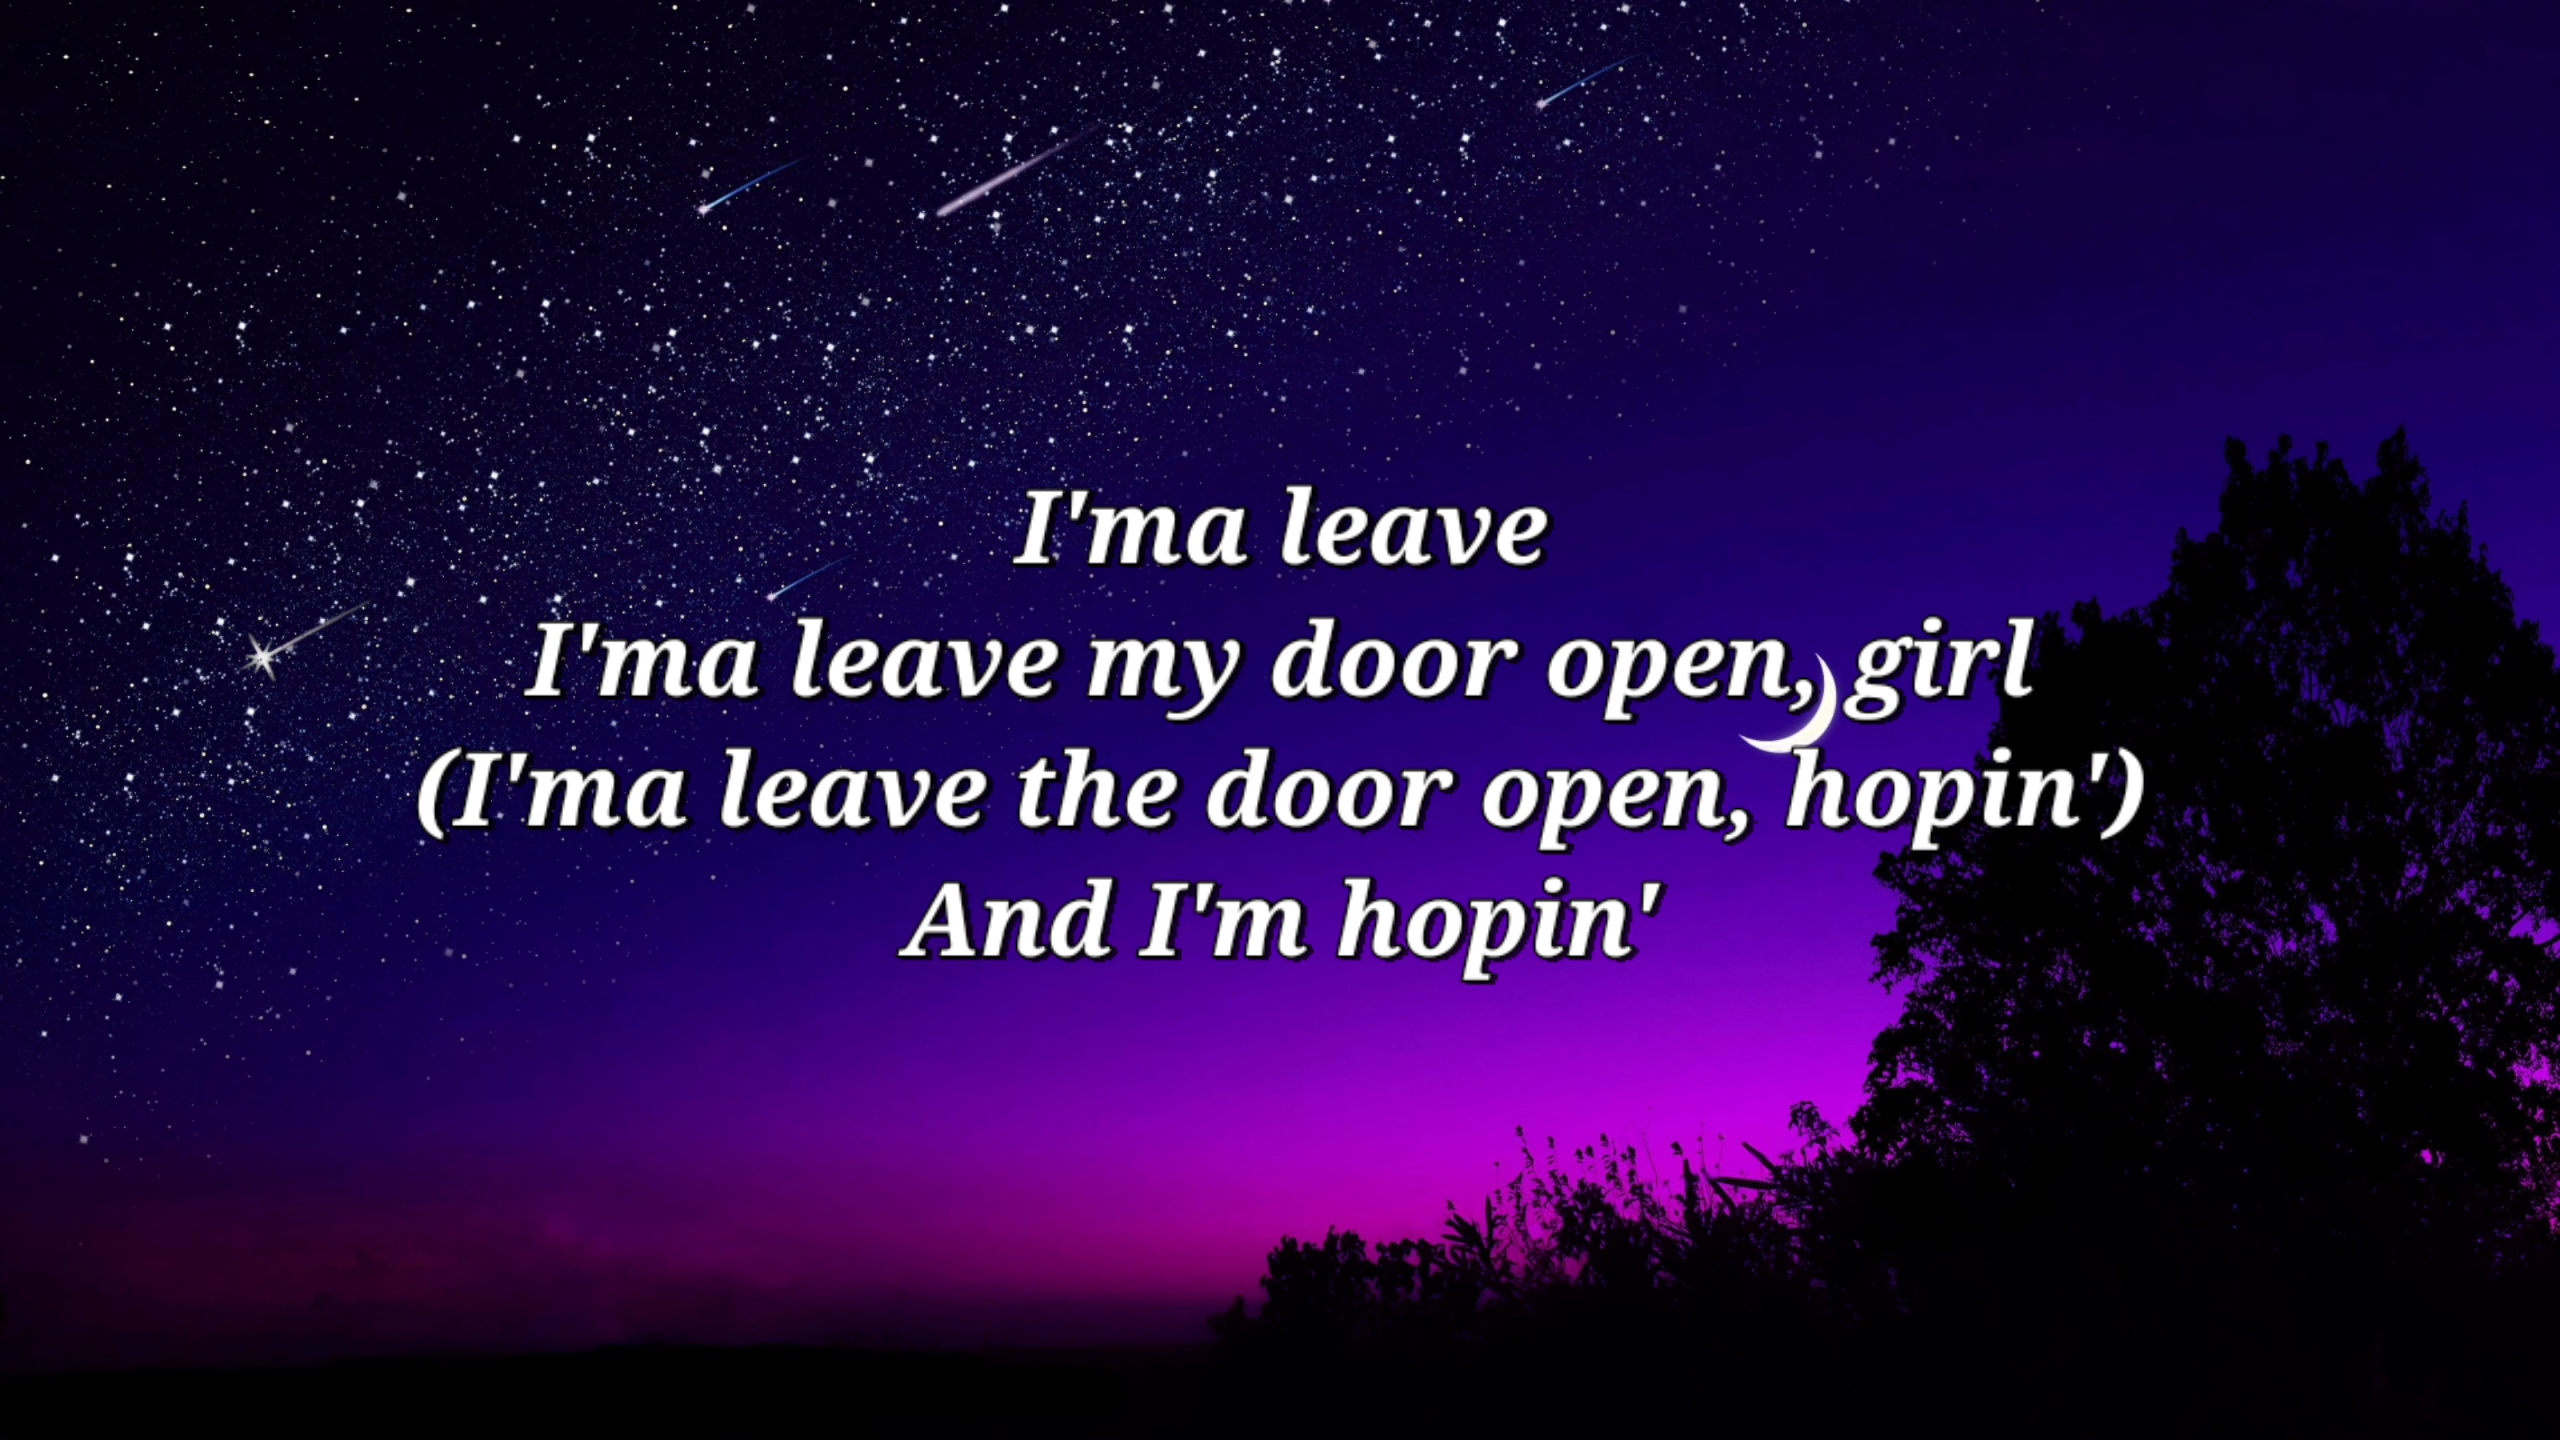 I'ma leave
I'ma leave my door open, girl
(I'ma leave the door open, hopin')
And I'm hopin'